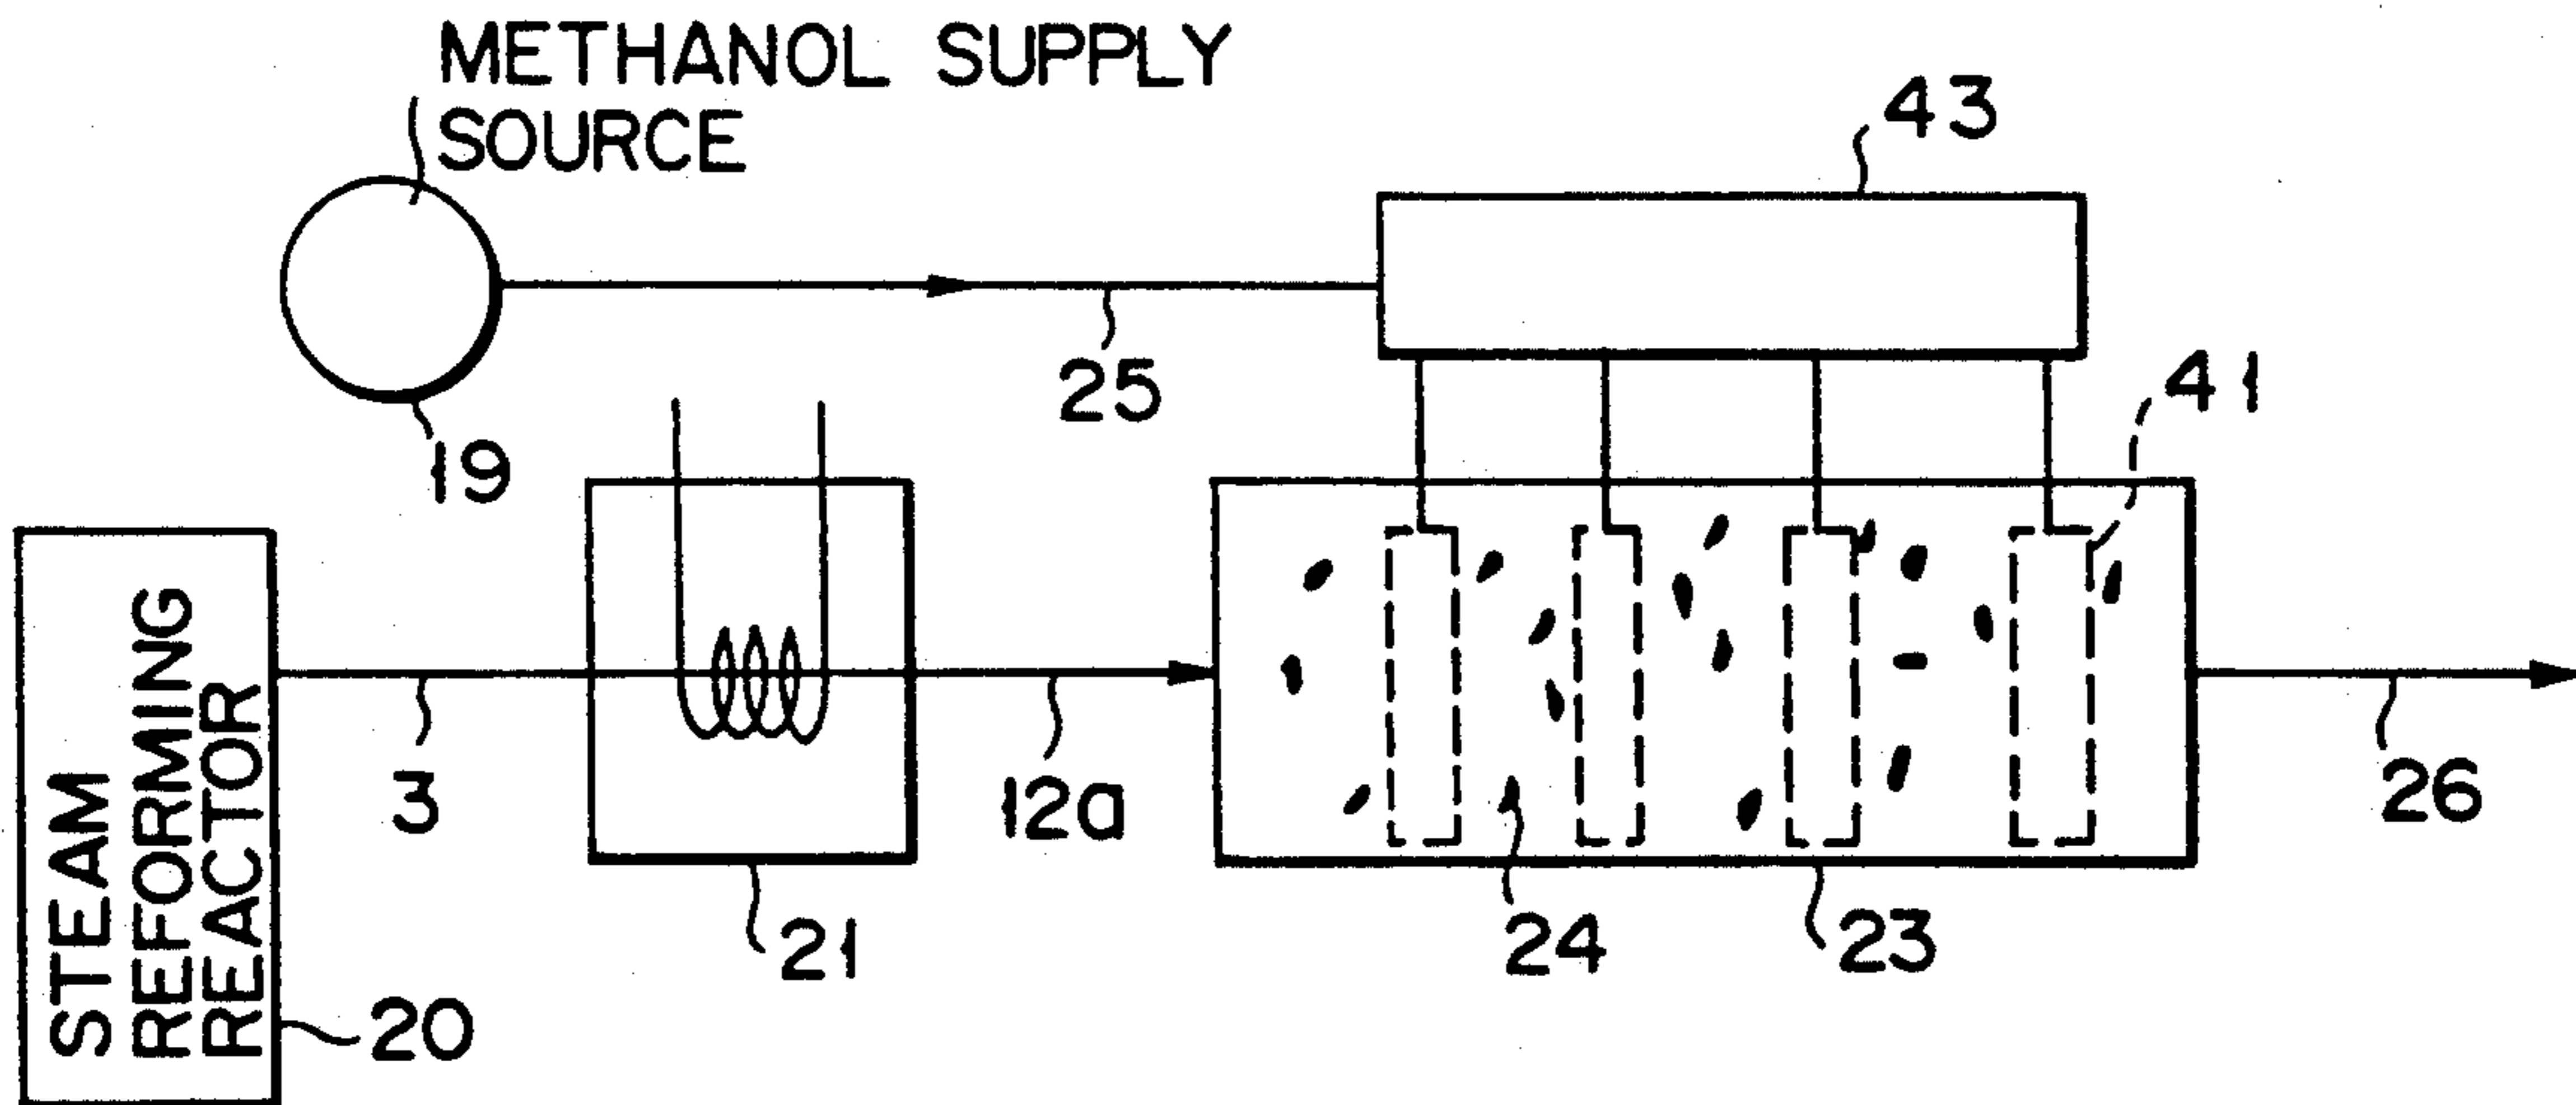 METHANOL SUPPLY
SOURCE
43
25
41
19
STEAM
REFORMING
REACTOR
3
12a
26
24
23
21
20